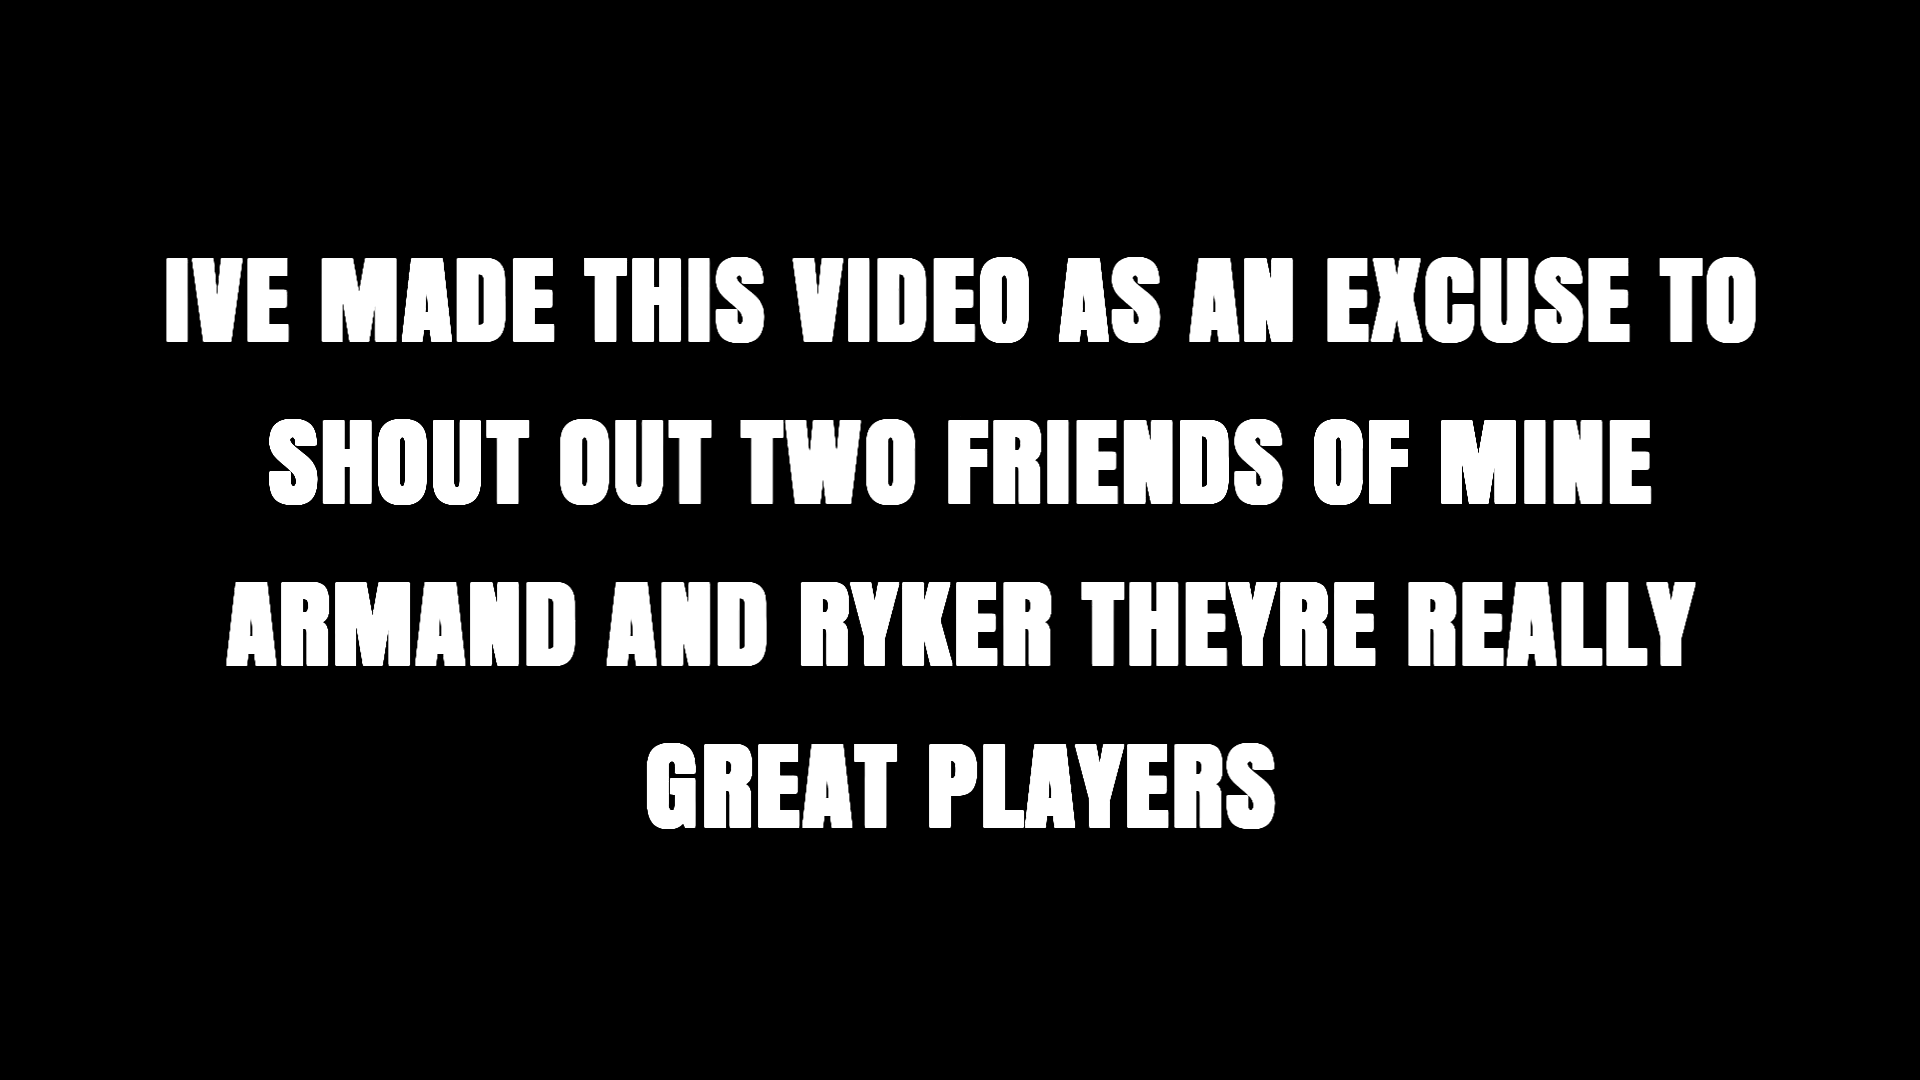 IVE MADE THIS VIDEO AS AN EXCUSE TO
SHOUT OUT TWO FRIENDS OF MINE
ARMAND AND RYKER THEYRE REALLY
GREAT PLAYERS